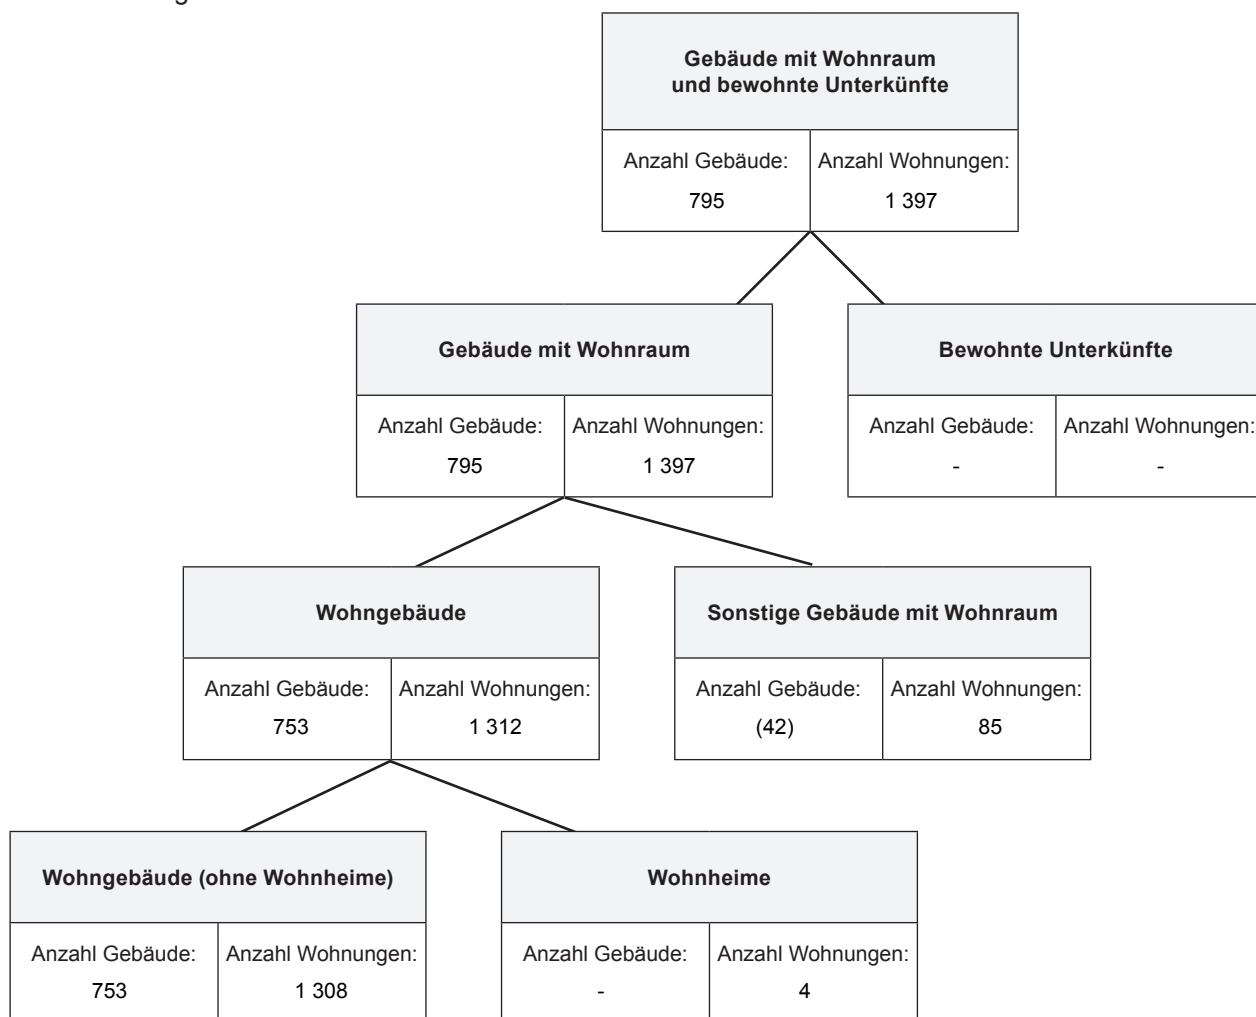 Gebäude mit Wohnraum
und bewohnte Unterkünfte
Anzahl Gebäude: Anzahl Wohnungen:
795 1 397
Gebäude mit Wohnraum
Anzahl Gebäude: Anzahl Wohnungen:
795 1 397
Bewohnte Unterkünfte
Anzahl Gebäude: Anzahl Wohnungen:
- -
Wohngebäude
Anzahl Gebäude: Anzahl Wohnungen:
753 1 312
Sonstige Gebäude mit Wohnraum
Anzahl Gebäude: Anzahl Wohnungen:
(42) 85
Wohngebäude (ohne Wohnheime)
Anzahl Gebäude: Anzahl Wohnungen:
753 1 308
Wohnheime
Anzahl Gebäude: Anzahl Wohnungen:
- 4